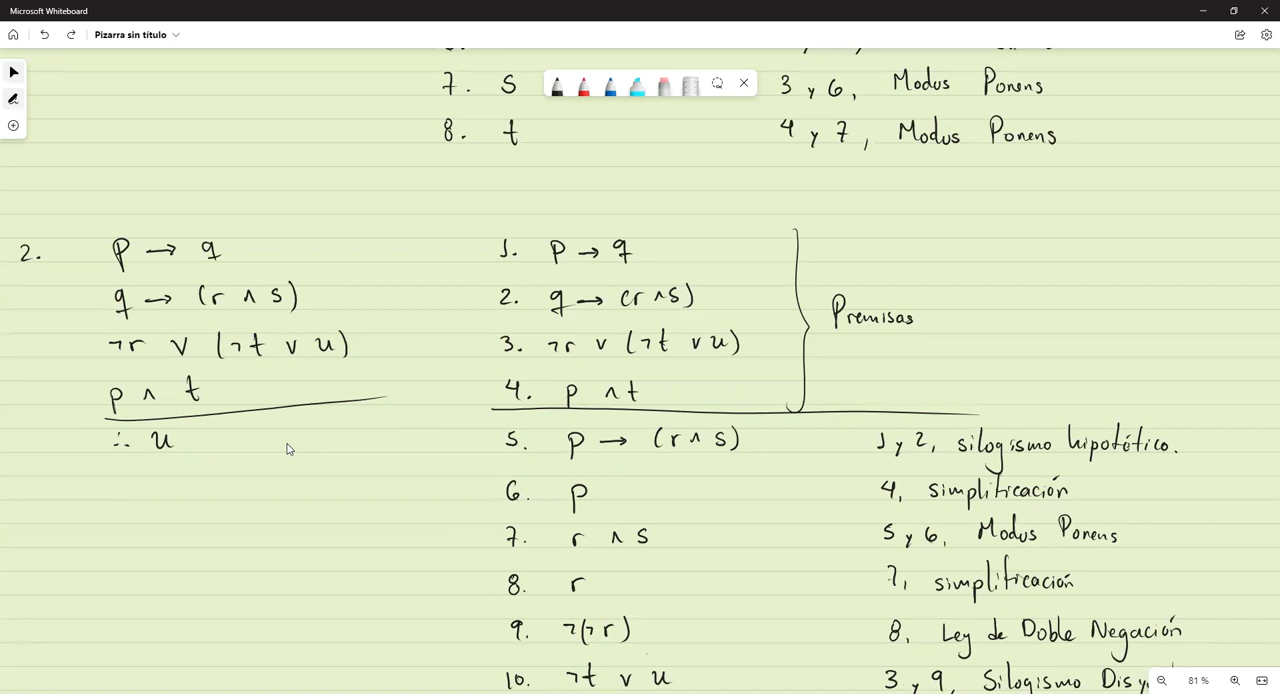 Microsoft Whiteboard
Pizarra sin título
7. s 3 y 6, Modus Ponens
8. t 4 y 7, Modus Ponens
2. p → q 1. p → q
q → (r ∧ s) 2. q → (r ∧ s)
¬r ∨ (¬t ∨ u) 3. ¬r ∨ (¬t ∨ u) Premisas
p ∧ t 4. p ∧ t
∴ u 5. p → (r ∧ s) 1 y 2, silogismo hipotético.
6. p 4, simplificación
7. r ∧ s 5 y 6, Modus Ponens
8. r 7, simplificación
9. ¬(¬r) 8, Ley de Doble Negación
10. ¬t ∨ u 3 y 9, Silogismo
81 %